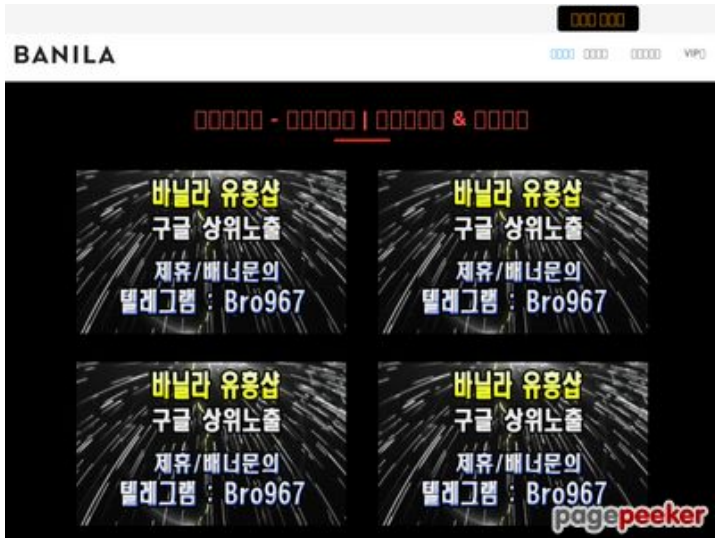 BANILA
VIP
- | &
바닐라 유흥샵
구글 상위노출
제휴/배너문의
텔레그램 : Bro967
바닐라 유흥샵
구글 상위노출
제휴/배너문의
텔레그램 : Bro967
바닐라 유흥샵
구글 상위노출
제휴/배너문의
텔레그램 : Bro967
바닐라 유흥샵
구글 상위노출
제휴/배너문의
텔레그램 : Bro967
pagepeeker